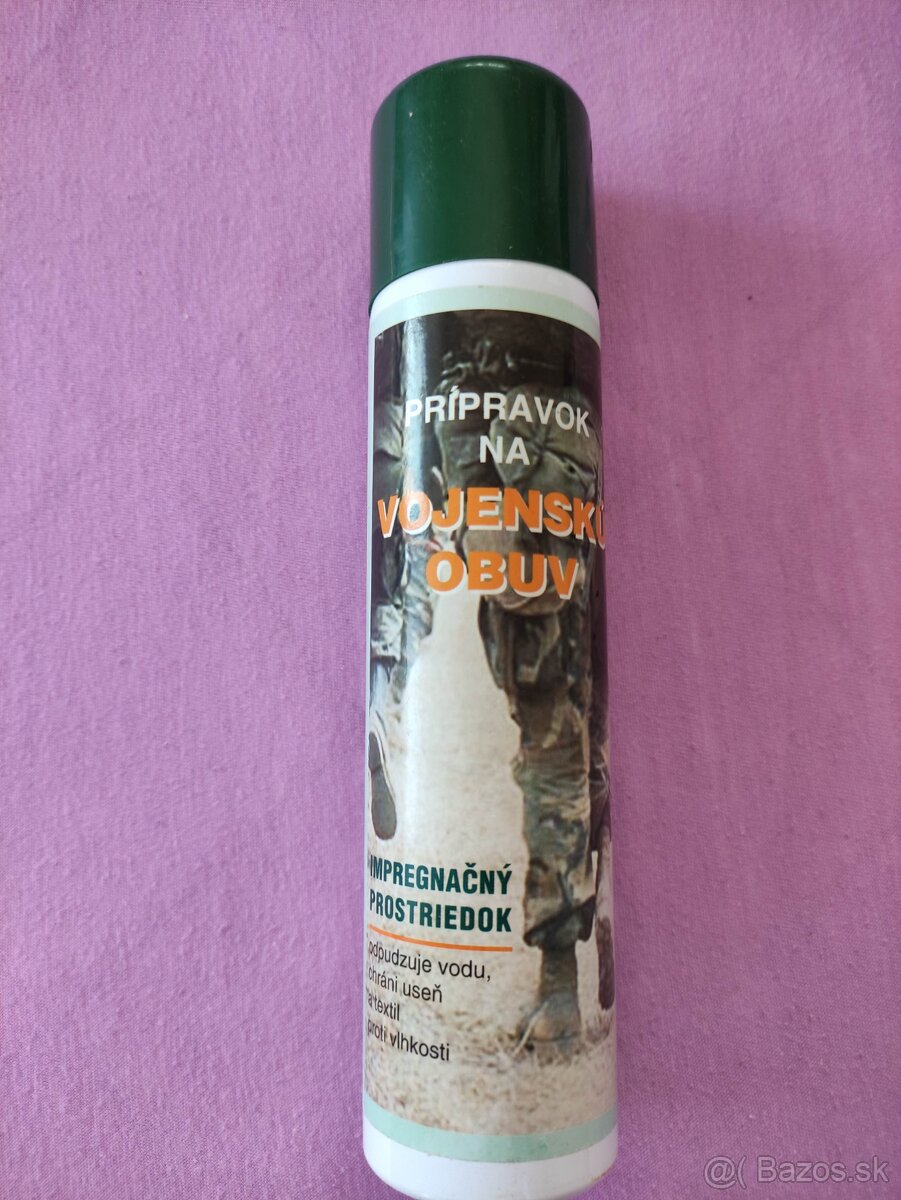 PRÍPRAVOK
NA
VOJENSKÚ
OBUV
IMPREGNAČNÝ
PROSTRIEDOK
odpudzuje vodu,
chráni useň
a textil
proti vlhkosti
@( Bazos.sk